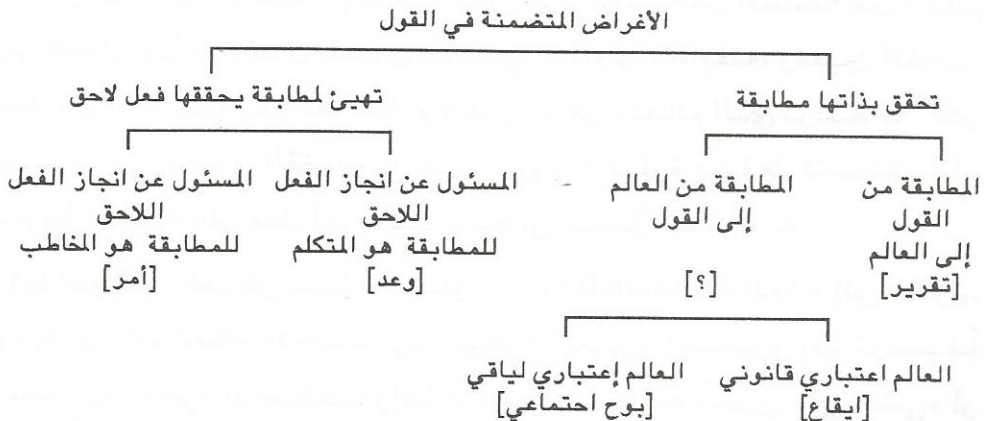 الأغراض المتضمنة في القول
تحقق بذاتها مطابقة
تهيئ لمطابقة يحققها فعل لاحق
المطابقة من
القول
إلى العالم
[تقرير]
المطابقة من العالم
إلى القول
[؟]
المسئول عن انجاز الفعل
اللاحق
للمطابقة هو المتكلم
[وعد]
المسئول عن انجاز الفعل
اللاحق
للمطابقة هو المخاطب
[أمر]
العالم اعتباري قانوني
[ايقاع]
العالم إعتباري لياقي
[بوح احتماعي]